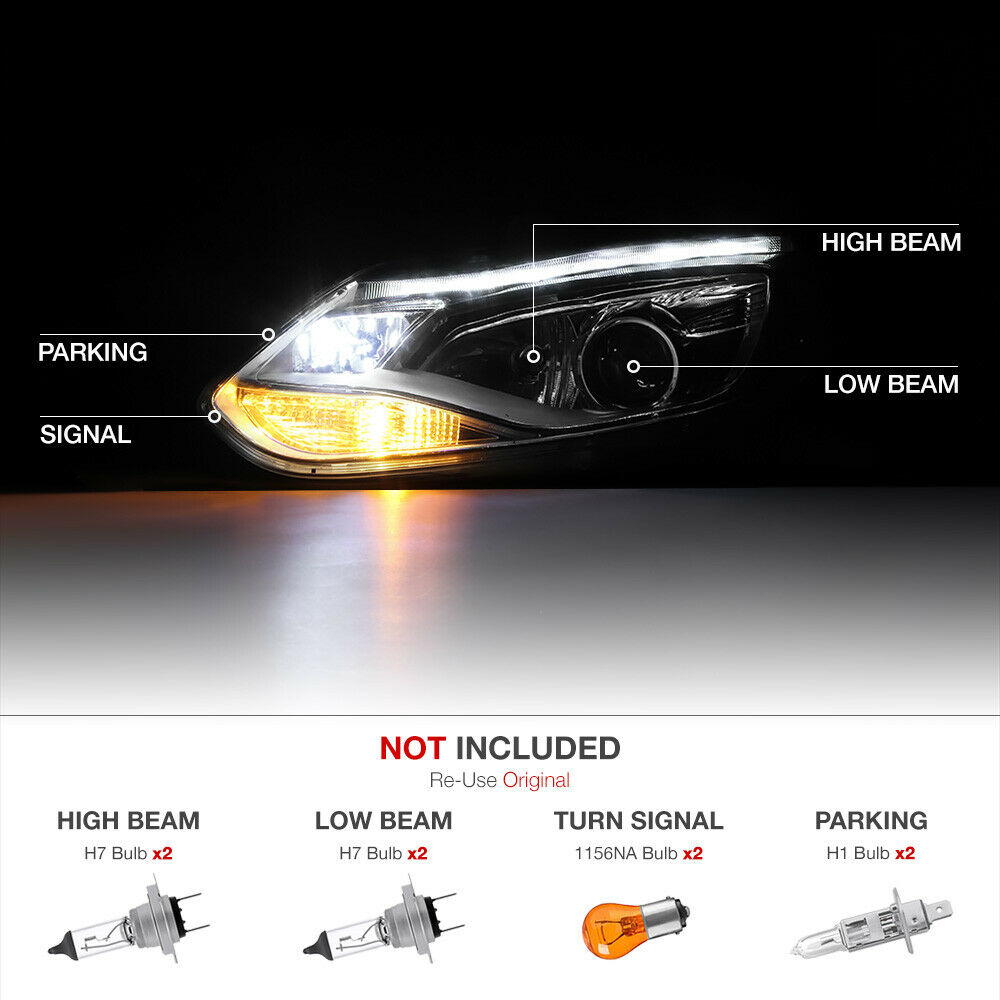 HIGH BEAM
PARKING
LOW BEAM
SIGNAL
NOT INCLUDED
Re-Use Original
HIGH BEAM
H7 Bulb x2
LOW BEAM
H7 Bulb x2
TURN SIGNAL
1156NA Bulb x2
PARKING
H1 Bulb x2